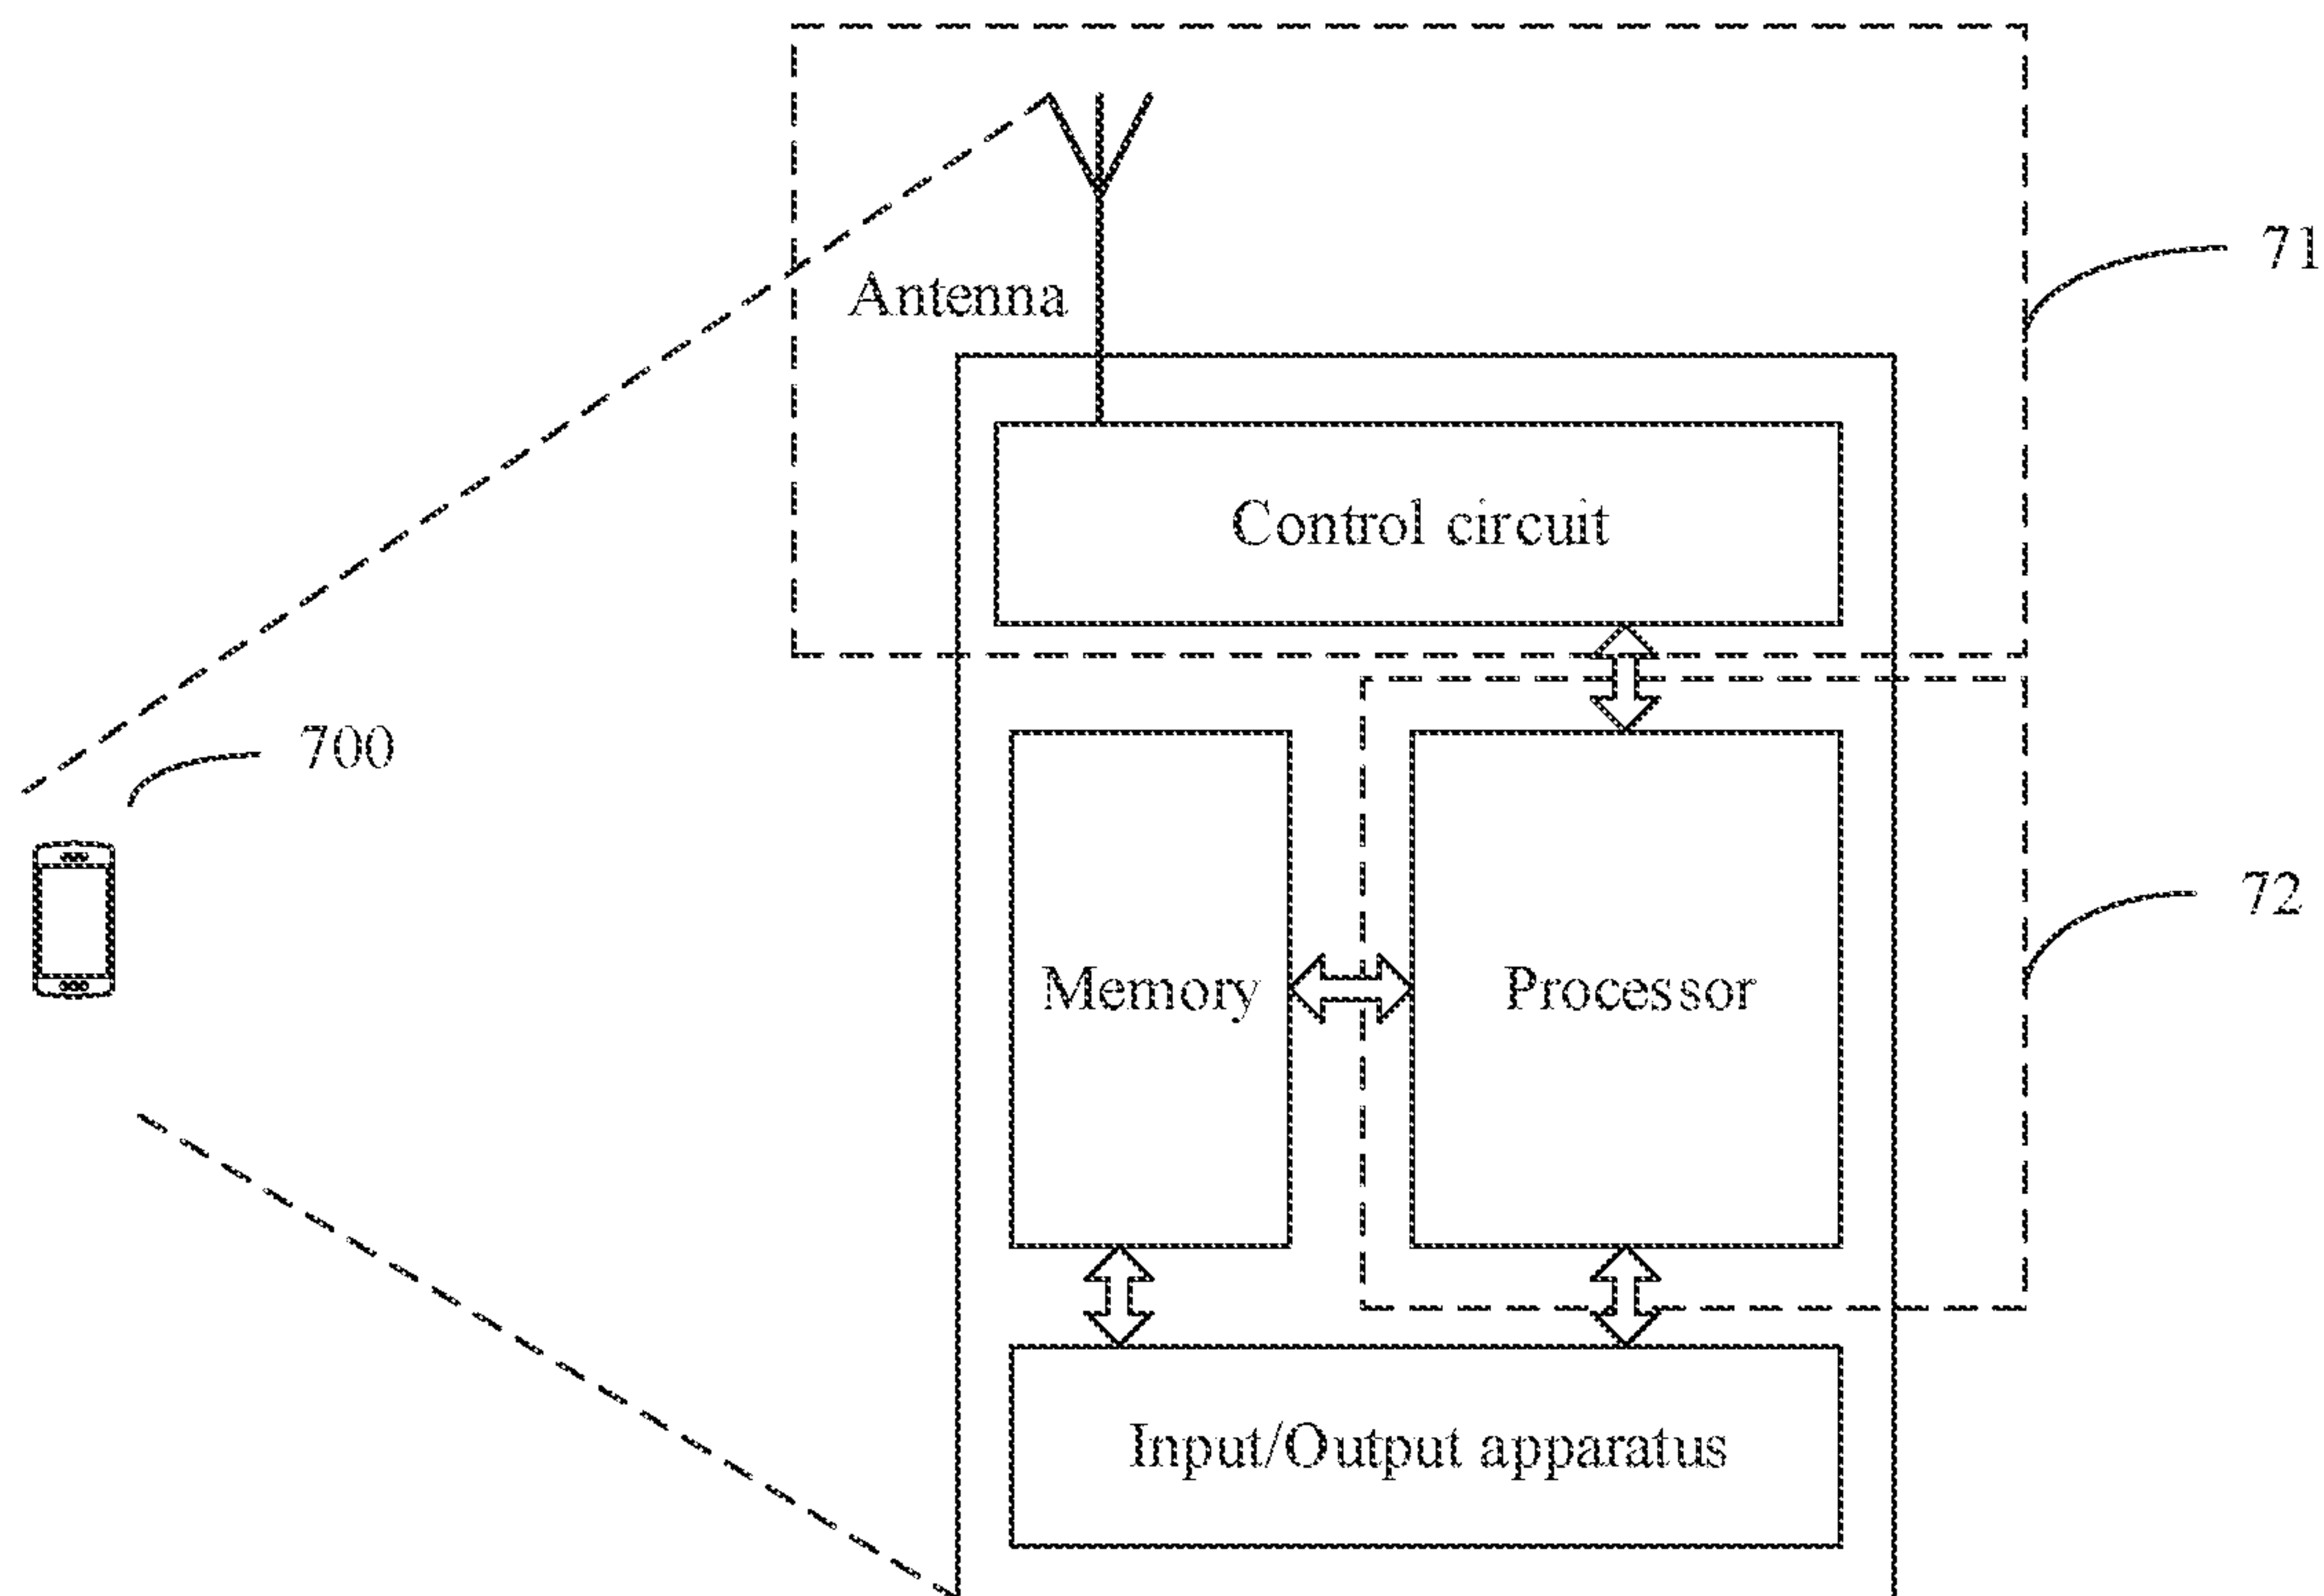 71
Antenna
Control circuit
700
72
Memory
Processor
Input/Output apparatus